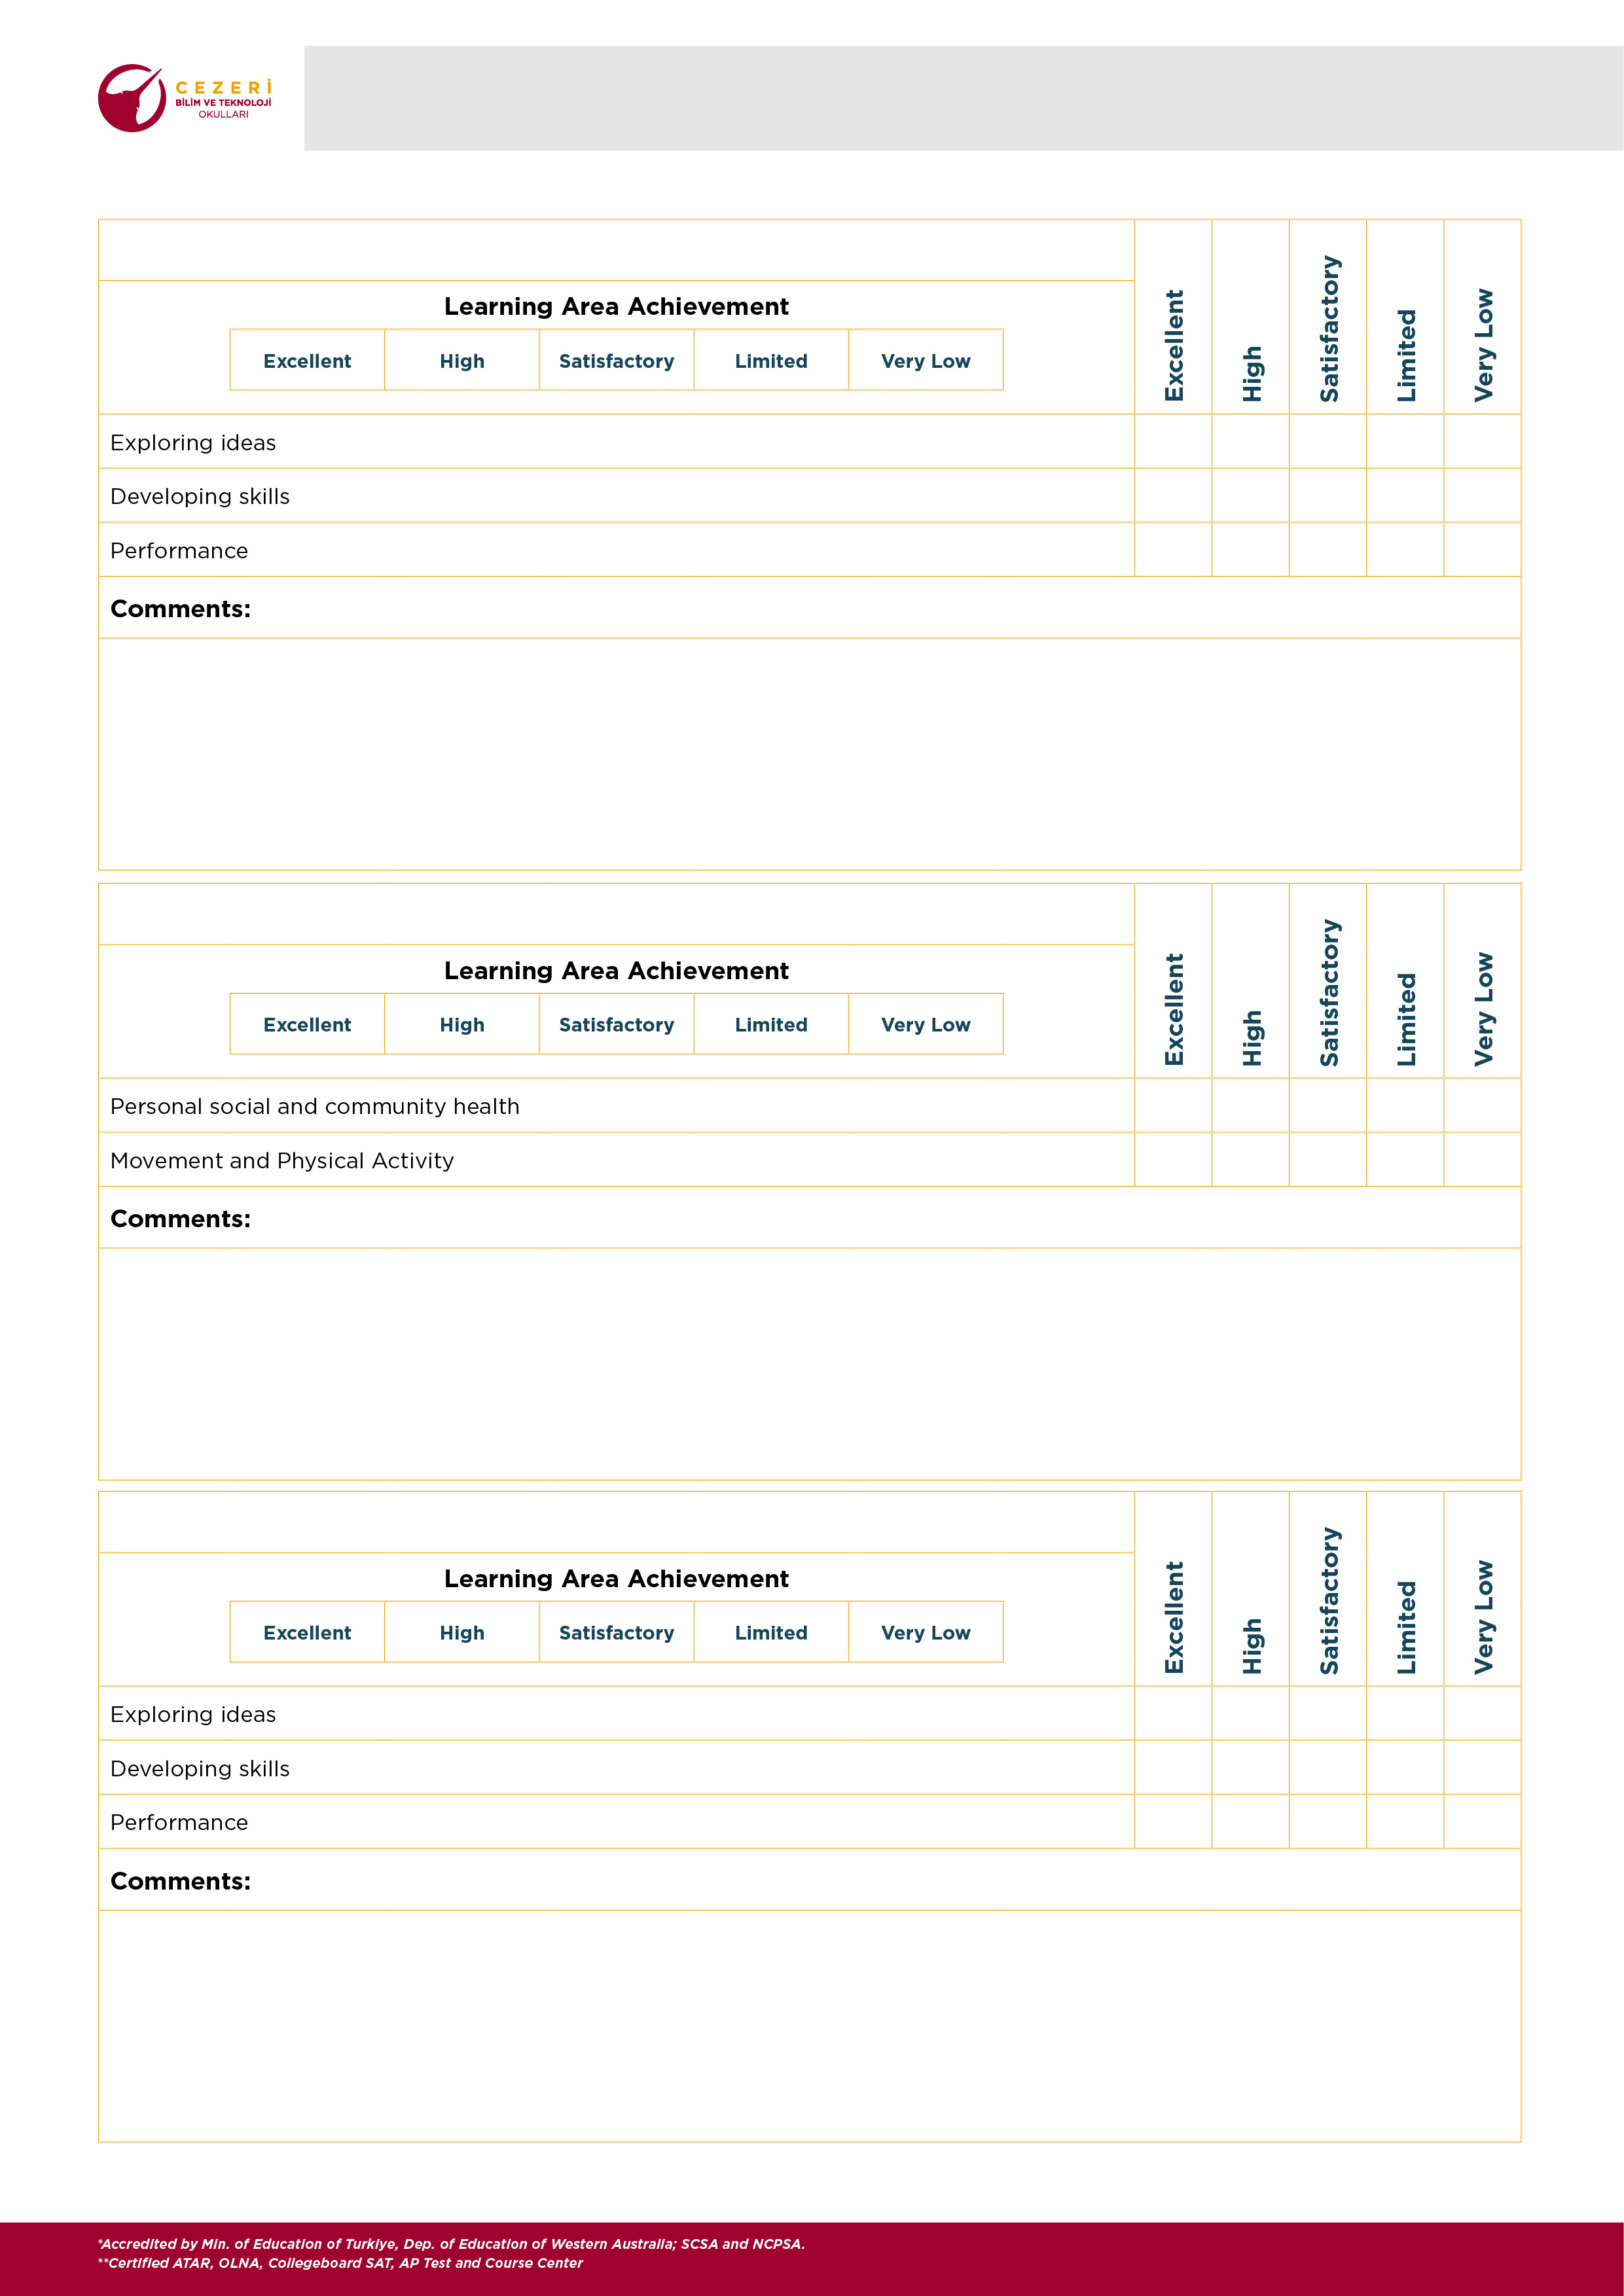 CEZERİ
BİLİM VE TEKNOLOJİ
OKULLARI
Learning Area Achievement
Excellent High Satisfactory Limited Very Low
Excellent High Satisfactory Limited Very Low
Exploring ideas
Developing skills
Performance
Comments:
Learning Area Achievement
Excellent High Satisfactory Limited Very Low
Excellent High Satisfactory Limited Very Low
Personal social and community health
Movement and Physical Activity
Comments:
Learning Area Achievement
Excellent High Satisfactory Limited Very Low
Excellent High Satisfactory Limited Very Low
Exploring ideas
Developing skills
Performance
Comments:
*Accredited by Min. of Education of Turkiye, Dep. of Education of Western Australia; SCSA and NCPSA.
**Certified ATAR, OLNA, Collegeboard SAT, AP Test and Course Center